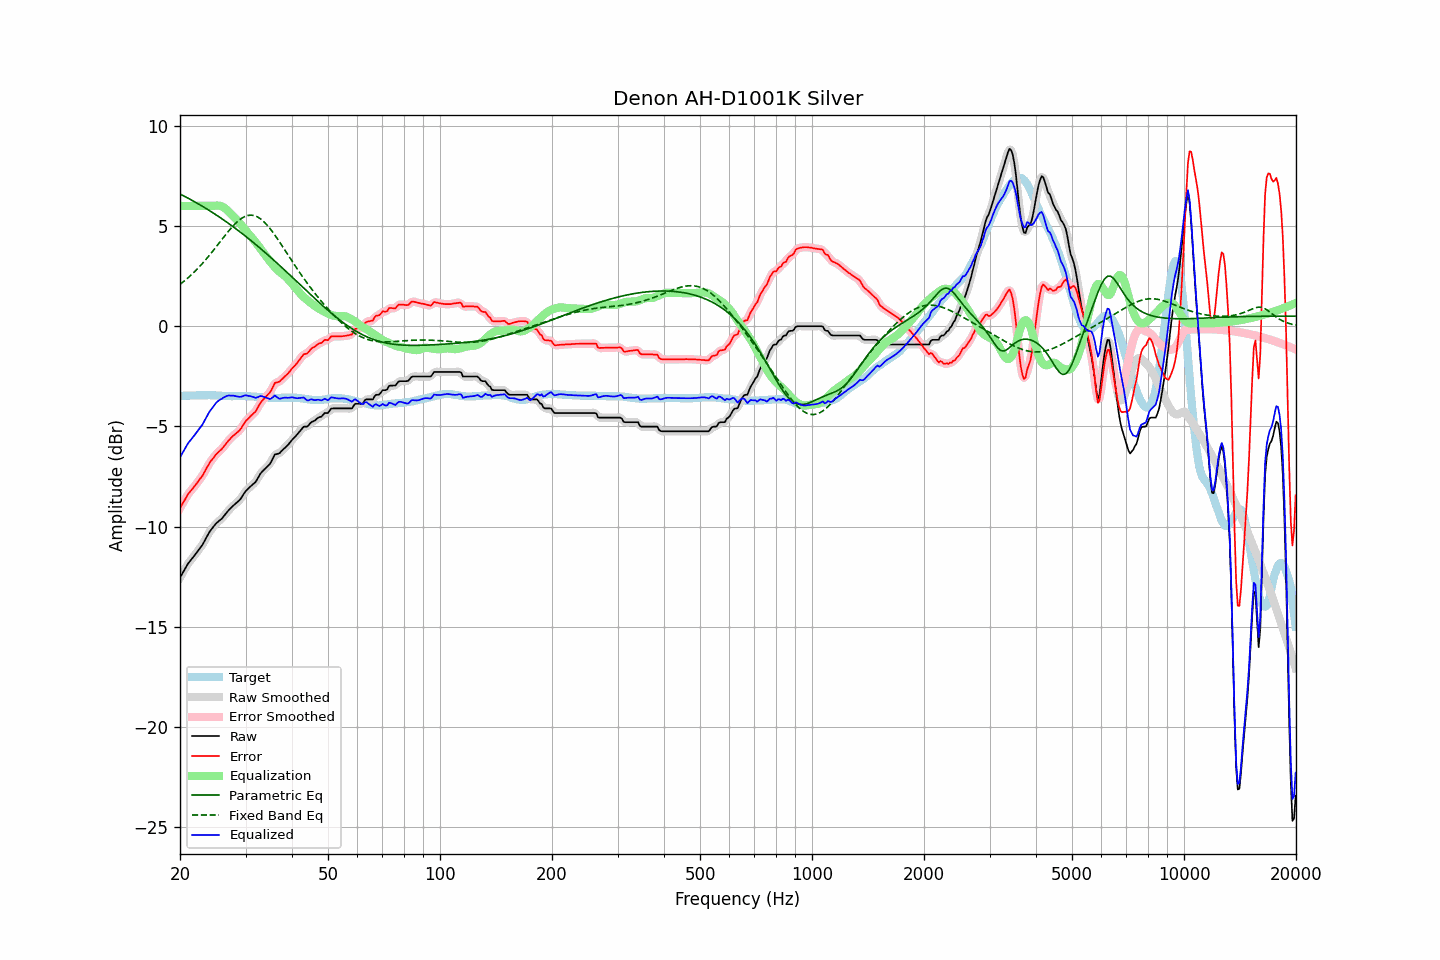 Denon AH-D1001K Silver
Amplitude (dBr)
10
5
0
−5
−10
−15
−20
−25
Target
Raw Smoothed
Error Smoothed
Raw
Error
Equalization
Parametric Eq
Fixed Band Eq
Equalized
20 50 100 200 500 1000 2000 5000 10000 20000
Frequency (Hz)